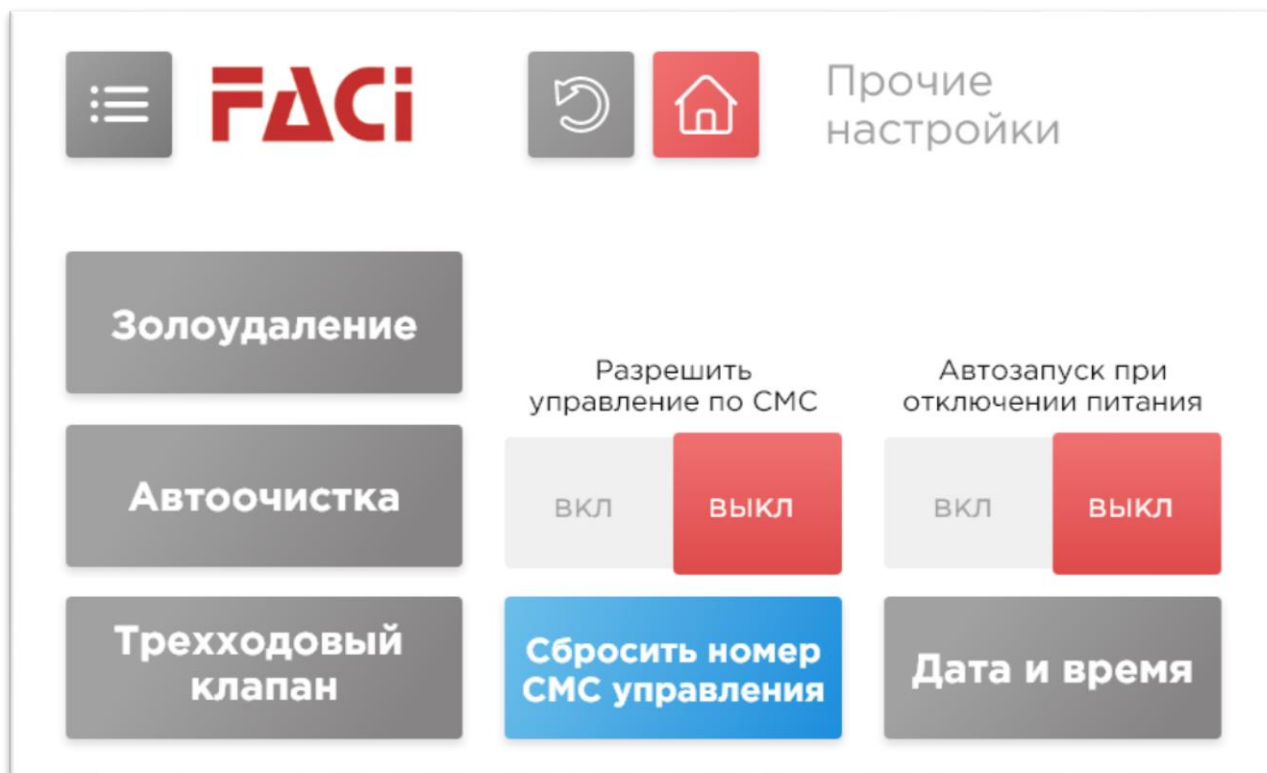 FACi
Прочие
настройки
Золоудаление
Автоочистка
Трехходовый
клапан
Разрешить
управление по СМС
ВКЛ
ВЫКЛ
Сбросить номер
СМС управления
Автозапуск при
отключении питания
ВКЛ
ВЫКЛ
Дата и время